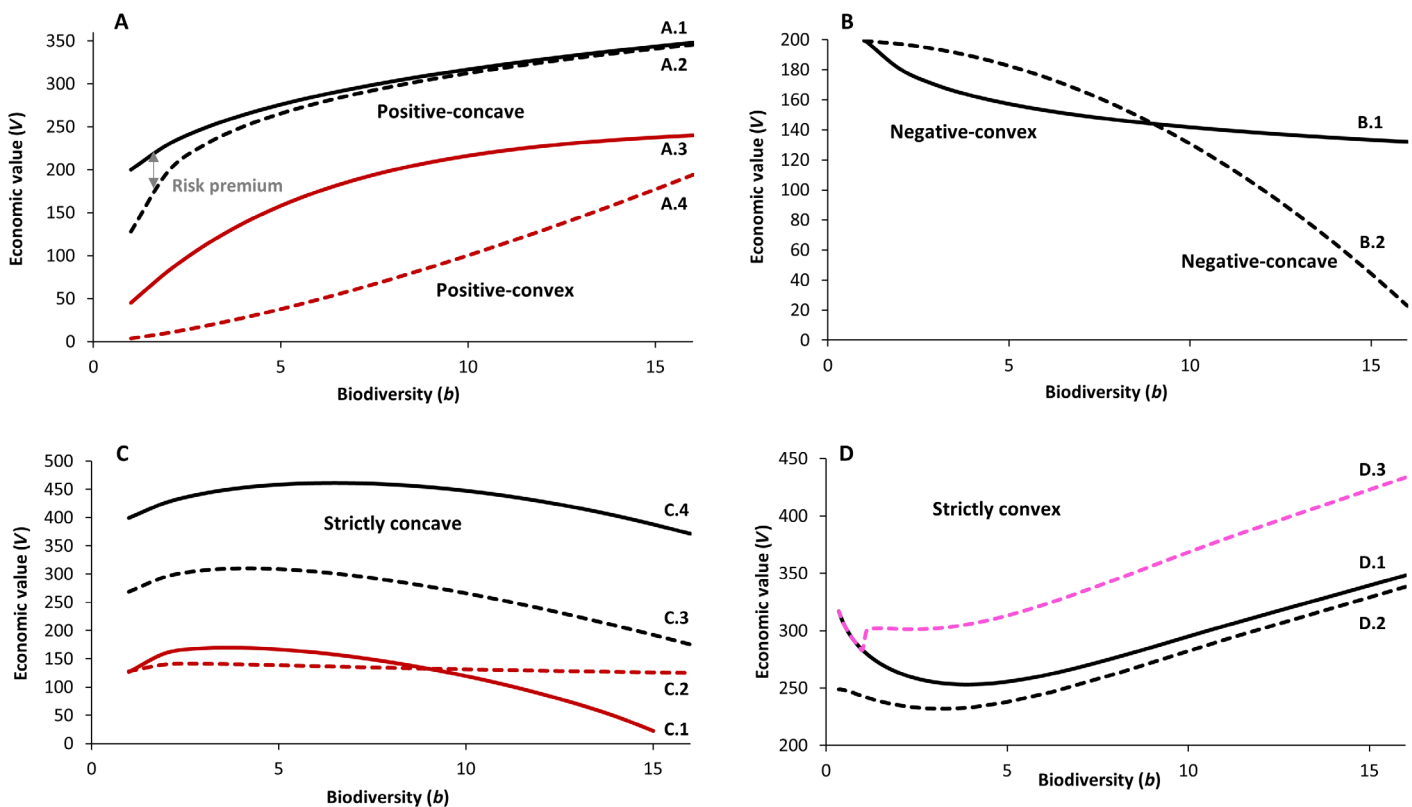 A
350
300
250
200
150
100
50
0
0
5
10
15
Economic value (V)
Biodiversity (b)
A.1
A.2
A.3
A.4
Positive-concave
Risk premium
Positive-convex
B
200
180
160
140
120
100
80
60
40
20
0
0
5
10
15
Economic value (V)
Biodiversity (b)
B.1
B.2
Negative-convex
Negative-concave
C
500
450
400
350
300
250
200
150
100
50
0
0
5
10
15
Economic value (V)
Biodiversity (b)
Strictly concave
C.4
C.3
C.2
C.1
D
450
400
350
300
250
200
0
5
10
15
Economic value (V)
Biodiversity (b)
Strictly convex
D.3
D.1
D.2